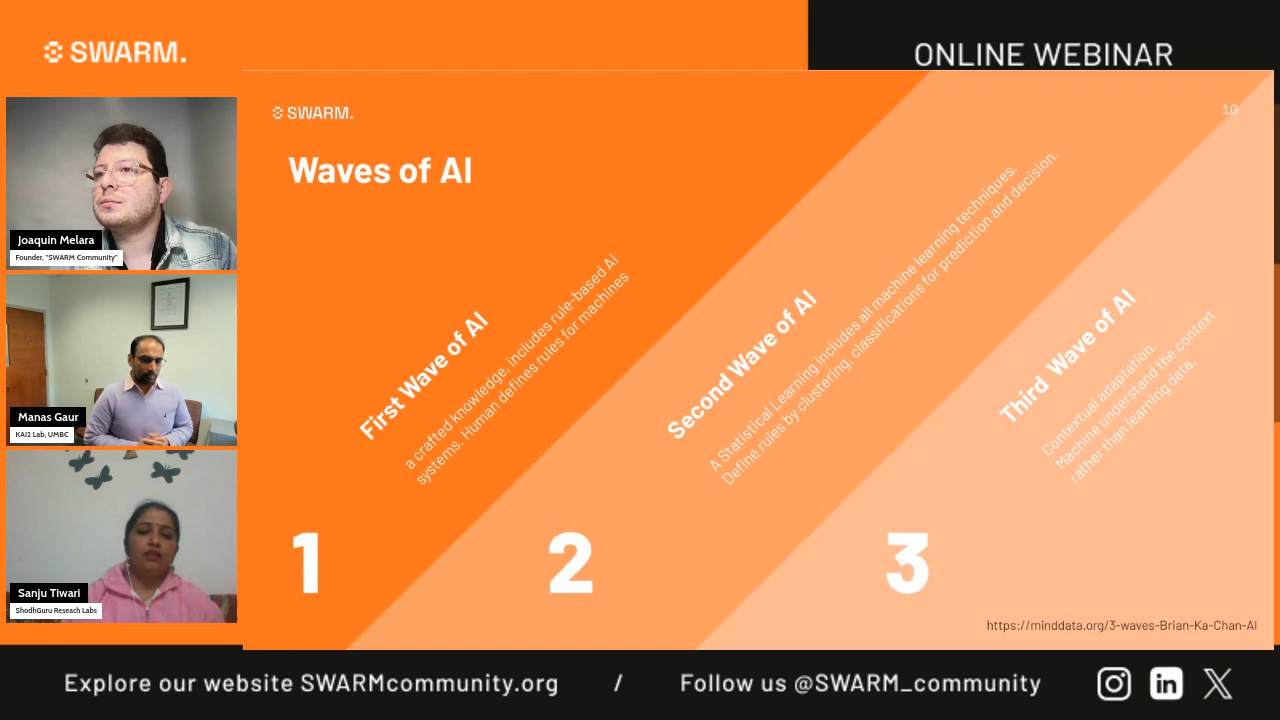 SWARM.
ONLINE WEBINAR
SWARM.
10
Waves of AI
First Wave of AI
a crafted knowledge, includes rule-based AI
systems. Human defines rules for machines
Second Wave of AI
A Statistical Learning includes all machine learning techniques.
Define rules by clustering, classifications for prediction and decision.
Third Wave of AI
Contextual adaptation.
Machine understand the context
rather than learning data.
1
2
3
https://minddata.org/3-waves-Brian-Ka-Chan-AI
Joaquin Melara
Founder, "SWARM Community"
Manas Gaur
KAI2 Lab, UMBC
Sanju Tiwari
ShodhGuru Reseach Labs
Explore our website SWARMcommunity.org / Follow us @SWARM_community